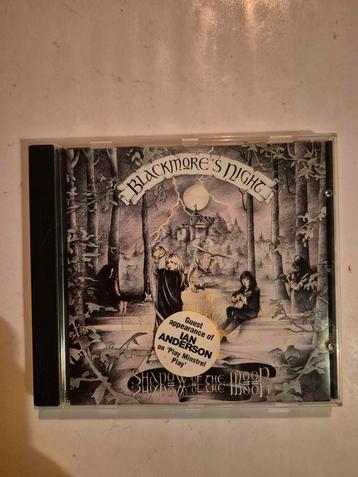 BLACKMORE'S NIGHT
Guest
appearance of
IAN
ANDERSON
on 'Play Minstrel
Play'
SHADOW OF THE MOON